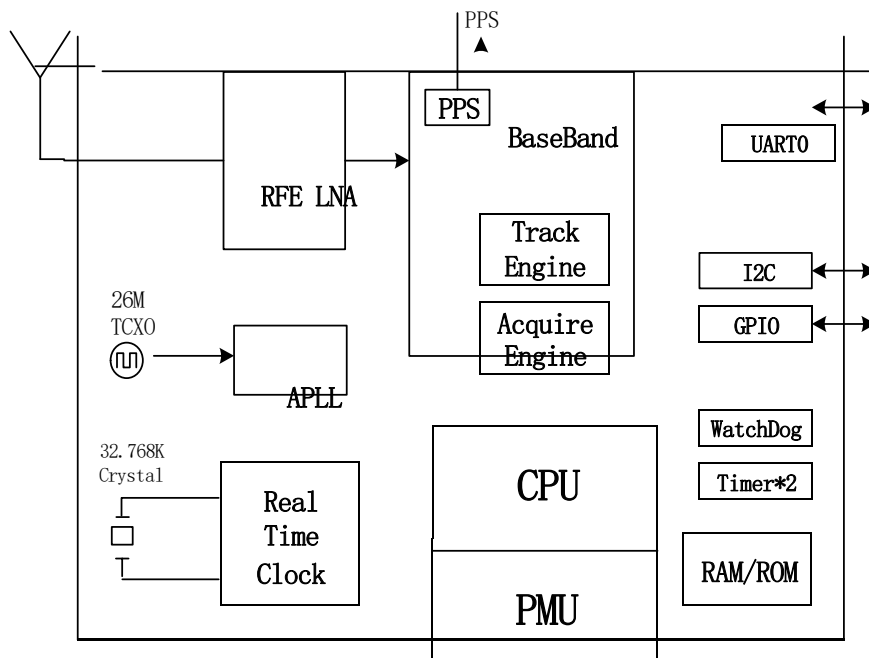 PPS
PPS
BaseBand
UART0
RFE LNA
Track
Engine
I2C
26M
TCXO
Acquire
Engine
GPIO
APLL
WatchDog
32.768K
Crystal
CPU
Timer*2
Real
Time
Clock
RAM/ROM
PMU